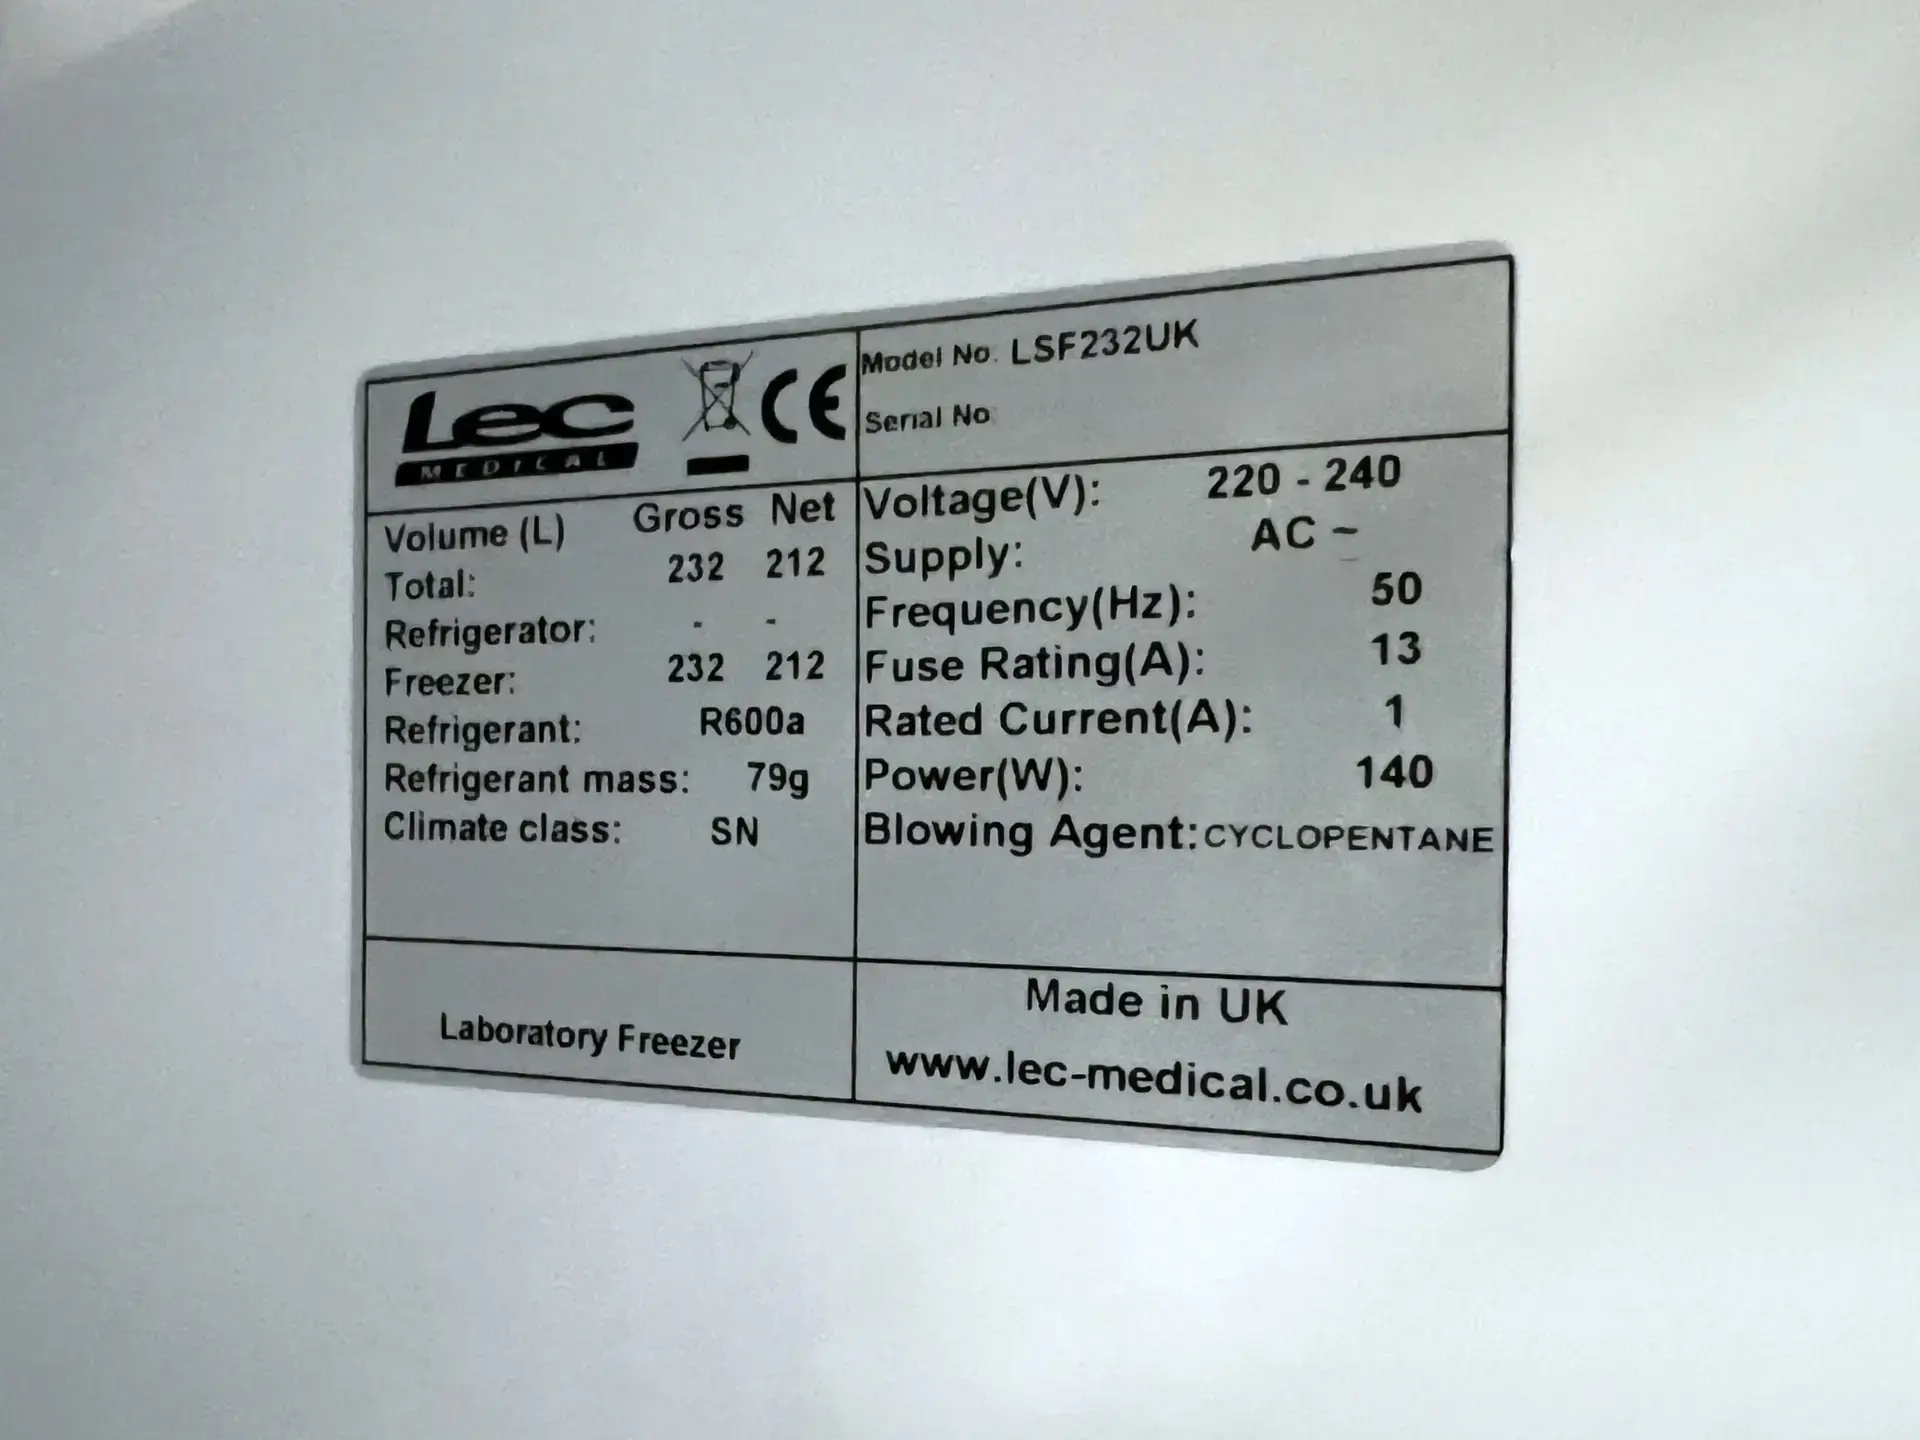 Lec
MEDICAL
CE
Model No. LSF232UK
Serial No
Volume (L) Gross Net
Total: 232 212
Refrigerator: - -
Freezer: 232 212
Refrigerant: R600a
Refrigerant mass: 79g
Climate class: SN
Voltage(V): 220 - 240
Supply: AC ~
Frequency(Hz): 50
Fuse Rating(A): 13
Rated Current(A): 1
Power(W): 140
Blowing Agent: CYCLOPENTANE
Laboratory Freezer
Made in UK
www.lec-medical.co.uk